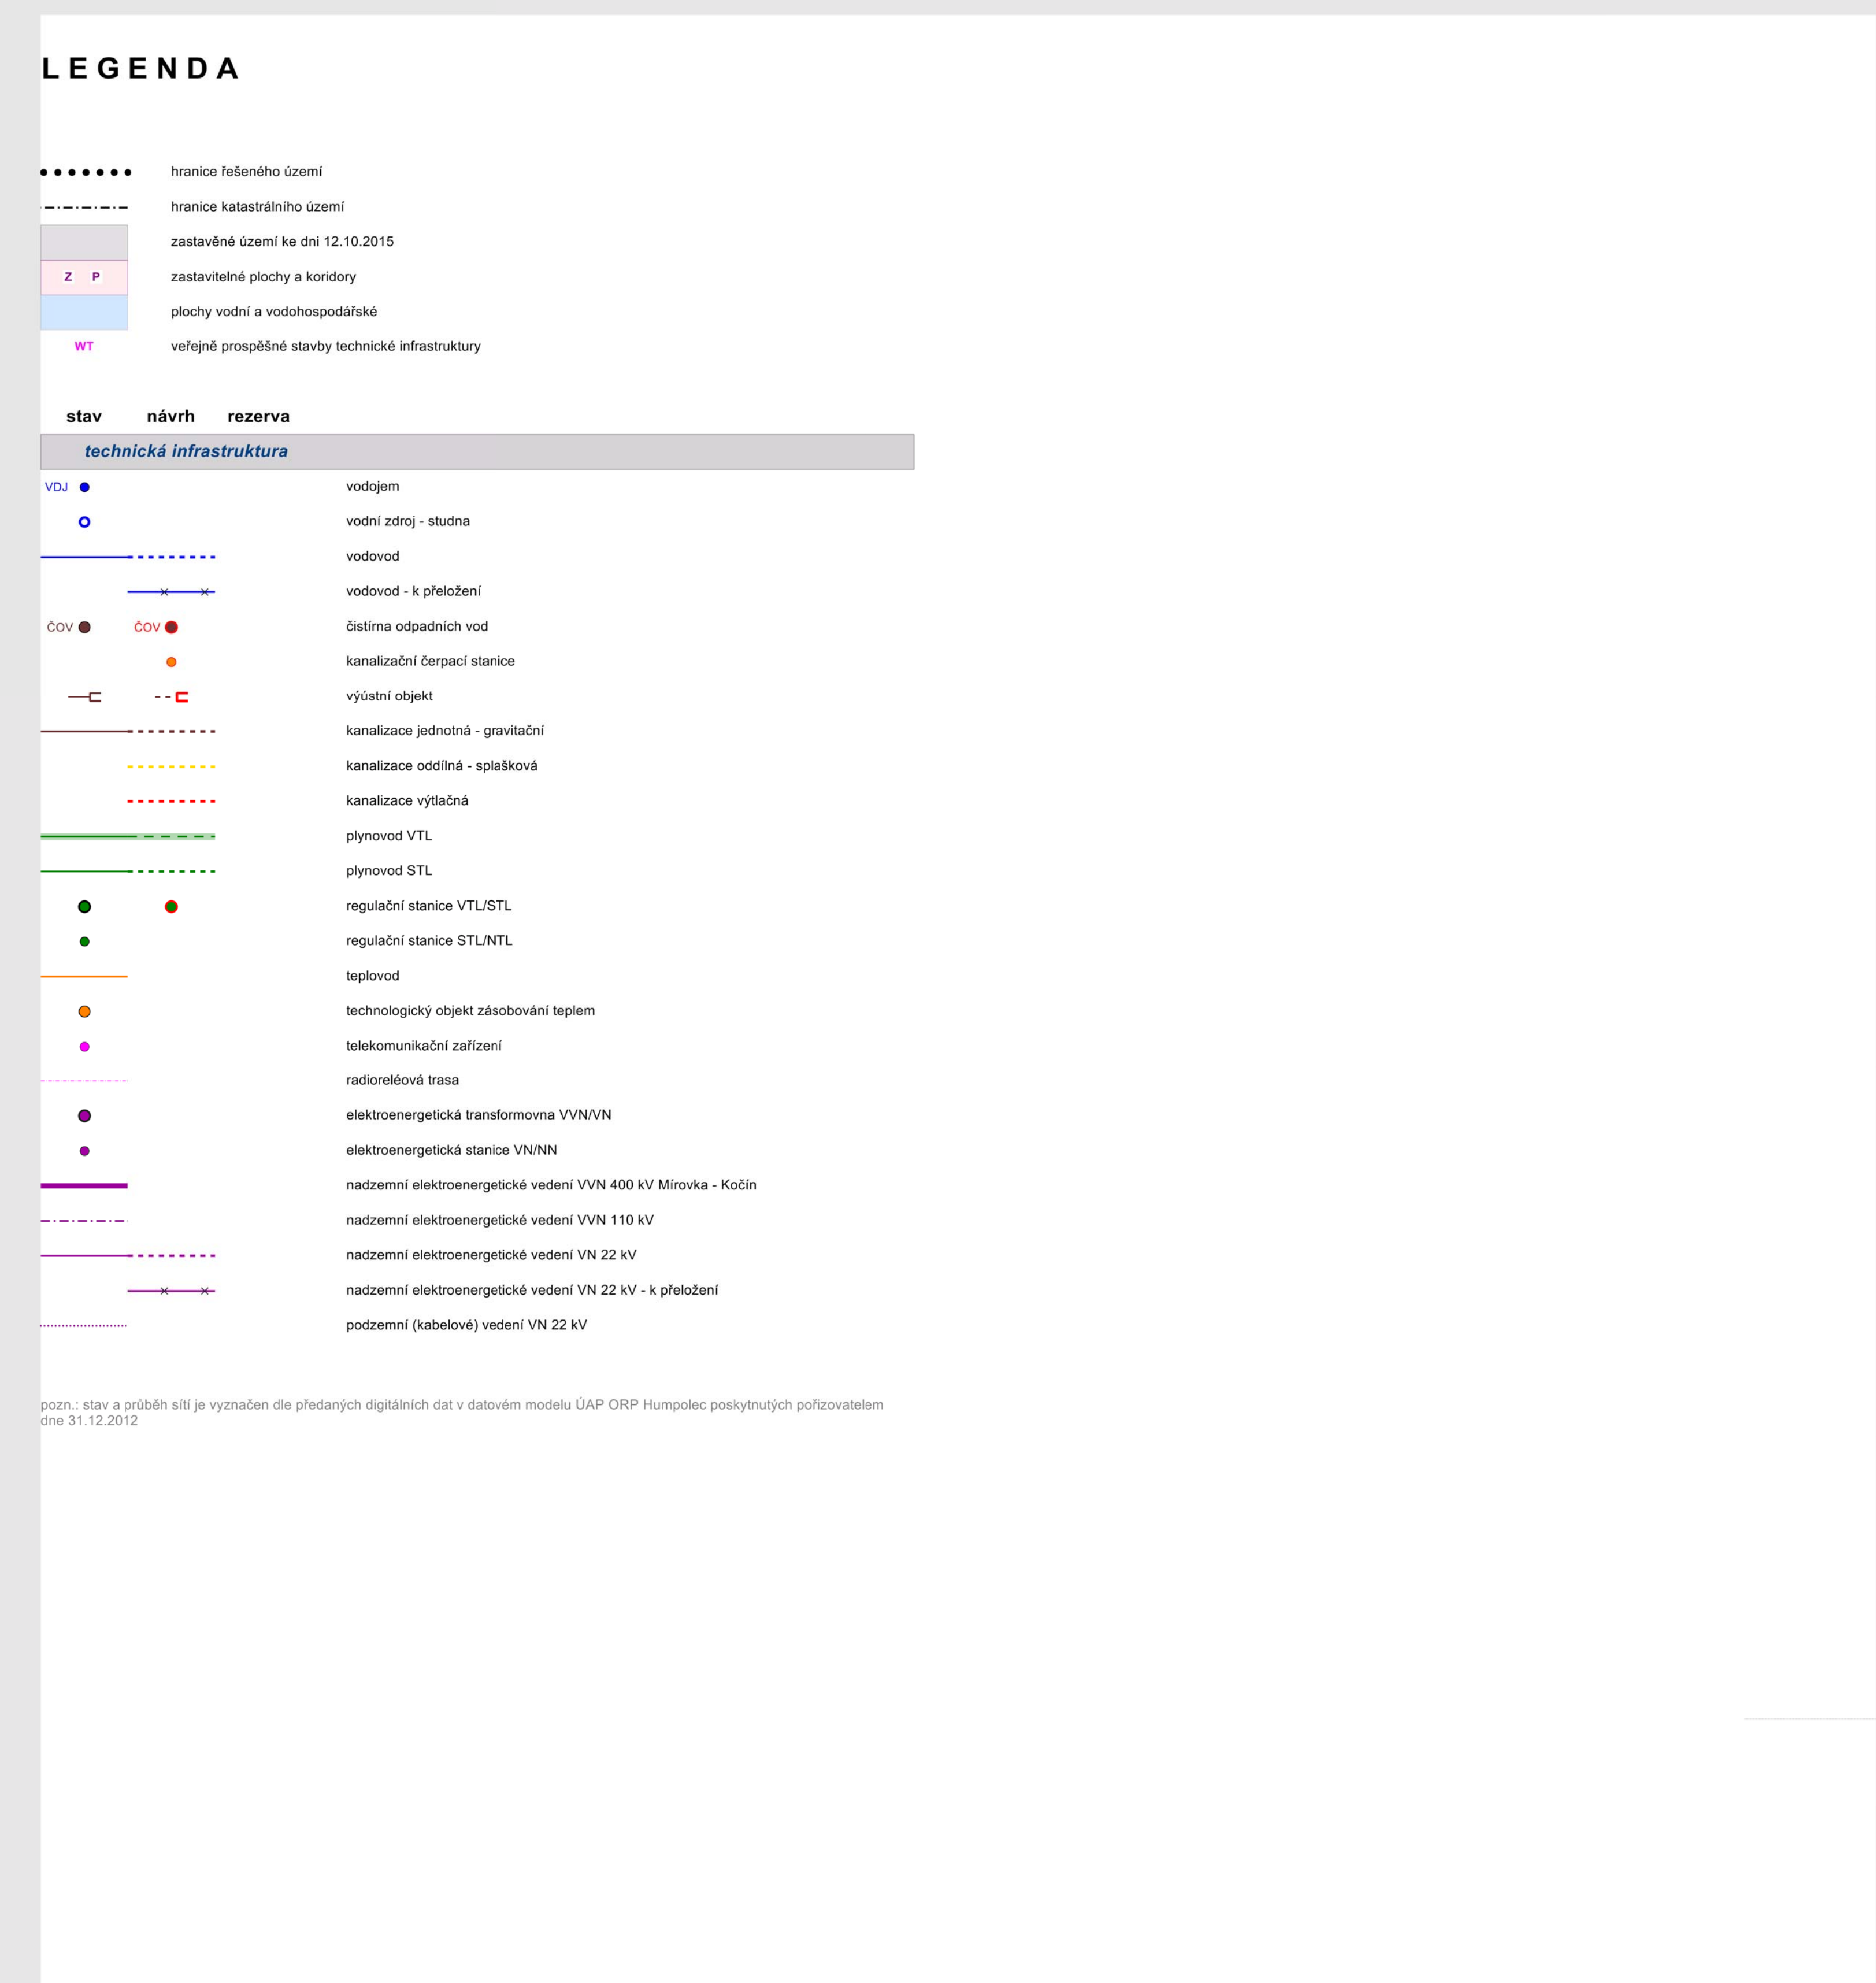 LEGENDA
hranice řešeného území
hranice katastrálního území
zastavěné území ke dni 12.10.2015
Z P zastavitelné plochy a koridory
plochy vodní a vodohospodářské
WT veřejně prospěšné stavby technické infrastruktury
stav návrh rezerva
technická infrastruktura
VDJ vodojem
vodní zdroj - studna
vodovod
vodovod - k přeložení
ČOV ČOV čistírna odpadních vod
kanalizační čerpací stanice
výústní objekt
kanalizace jednotná - gravitační
kanalizace oddílná - splašková
kanalizace výtlačná
plynovod VTL
plynovod STL
regulační stanice VTL/STL
regulační stanice STL/NTL
teplovod
technologický objekt zásobování teplem
telekomunikační zařízení
radioreléová trasa
elektroenergetická transformovna VVN/VN
elektroenergetická stanice VN/NN
nadzemní elektroenergetické vedení VVN 400 kV Mírovka - Kočín
nadzemní elektroenergetické vedení VVN 110 kV
nadzemní elektroenergetické vedení VN 22 kV
nadzemní elektroenergetické vedení VN 22 kV - k přeložení
podzemní (kabelové) vedení VN 22 kV
pozn.: stav a průběh sítí je vyznačen dle předaných digitálních dat v datovém modelu ÚAP ORP Humpolec poskytnutých pořizovatelem
dne 31.12.2012